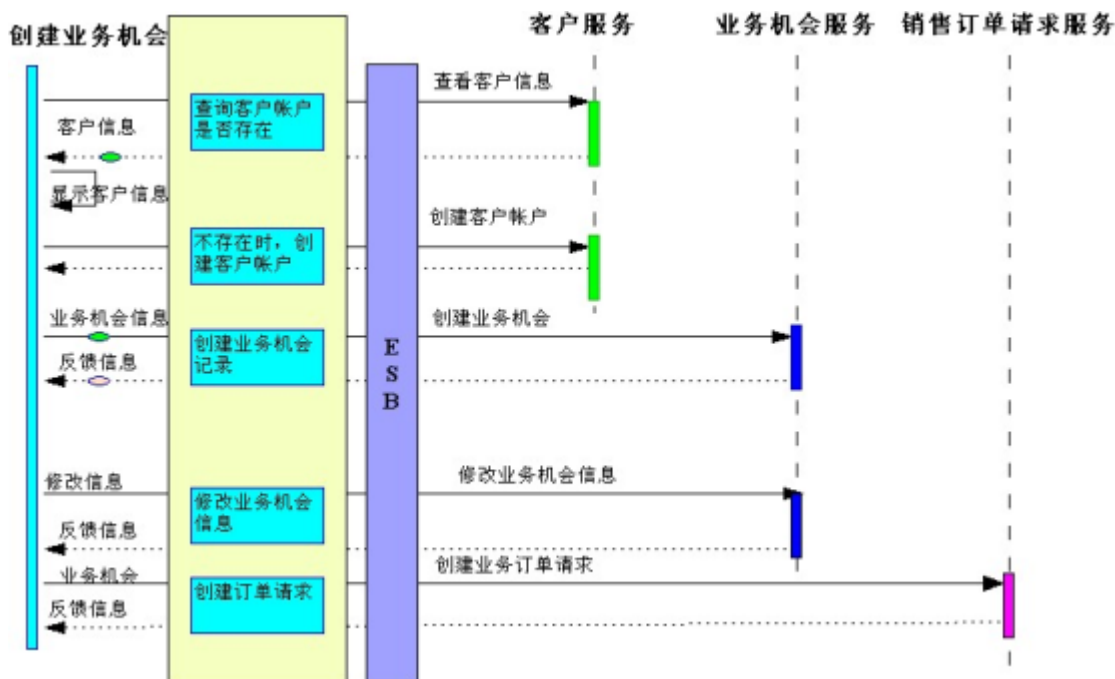 创建业务机会
客户服务
业务机会服务
销售订单请求服务
查看客户信息
查询客户帐户
是否存在
客户信息
显示客户信息
创建客户帐户
不存在时，创
建客户帐户
业务机会信息
创建业务机会
创建业务机会
记录
反馈信息
E
S
B
修改信息
修改业务机会信息
修改业务机会
信息
反馈信息
创建业务订单请求
业务机会
创建订单请求
反馈信息